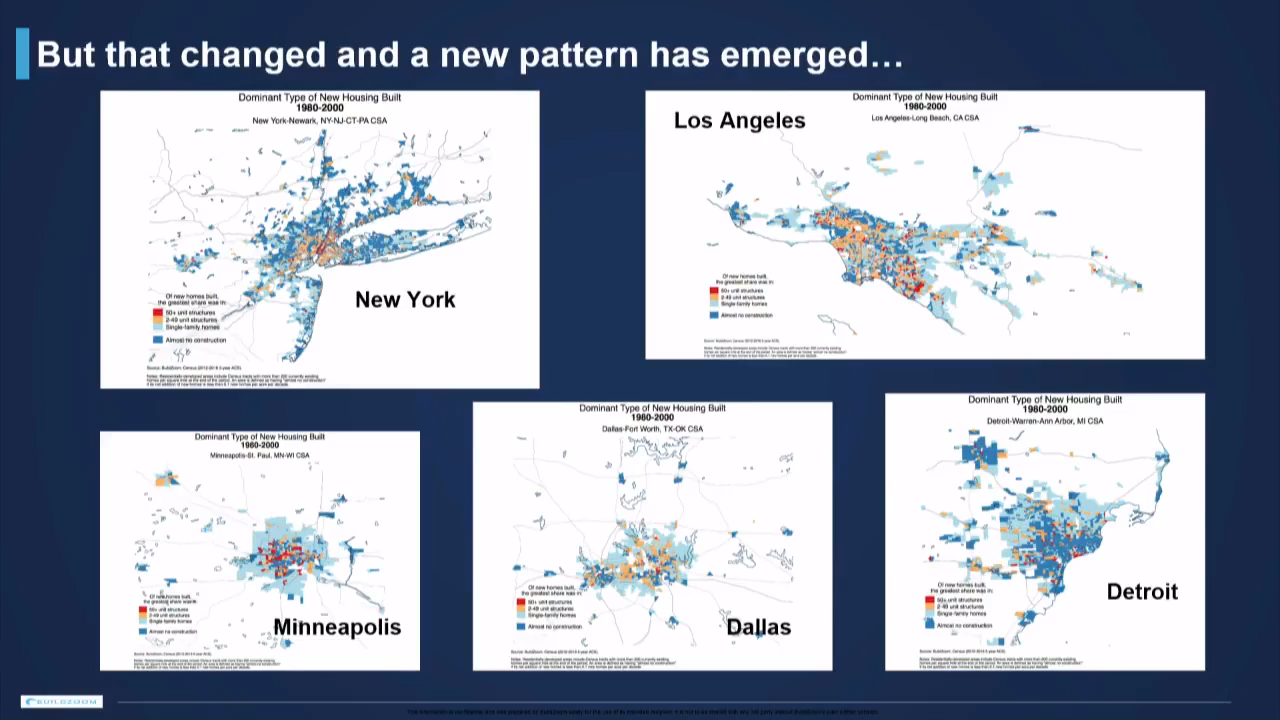 But that changed and a new pattern has emerged…
Dominant Type of New Housing Built
1980-2000
New York-Newark, NY-NJ-CT-PA CSA
New York
Of new homes built,
the greatest share was in:
50+ unit structures
2-49 unit structures
Single-family homes
Almost no construction
Source: BuildZoom; Census (2012-2016 5-year ACS).
Dominant Type of New Housing Built
1980-2000
Los Angeles-Long Beach, CA CSA
Los Angeles
Of new homes built,
the greatest share was in:
50+ unit structures
2-49 unit structures
Single-family homes
Almost no construction
Dominant Type of New Housing Built
1980-2000
Minneapolis-St. Paul, MN-WI CSA
Of new homes built,
the greatest share was in:
50+ unit structures
2-49 unit structures
Single-family homes
Almost no construction
Minneapolis
Dominant Type of New Housing Built
1980-2000
Dallas-Fort Worth, TX-OK CSA
Of new homes built,
the greatest share was in:
50+ unit structures
2-49 unit structures
Single-family homes
Almost no construction
Dallas
Dominant Type of New Housing Built
1980-2000
Detroit-Warren-Ann Arbor, MI CSA
Of new homes built,
the greatest share was in:
50+ unit structures
2-49 unit structures
Single-family homes
Almost no construction
Detroit
BUILDZOOM